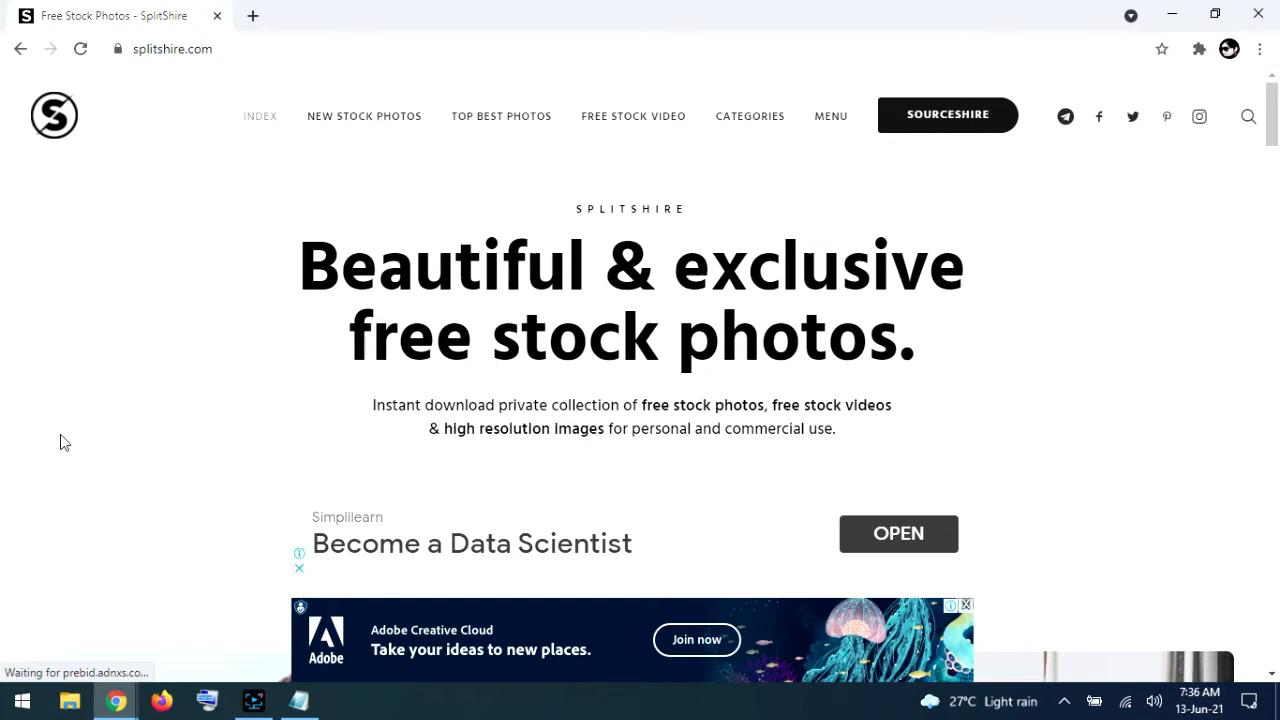 Free Stock Photos - SplitShire
splitshire.com
S
INDEX
NEW STOCK PHOTOS
TOP BEST PHOTOS
FREE STOCK VIDEO
CATEGORIES
MENU
SOURCESHIRE
SPLITSHIRE
Beautiful & exclusive
free stock photos.
Instant download private collection of free stock photos, free stock videos
& high resolution images for personal and commercial use.
Simplilearn
Become a Data Scientist
OPEN
Adobe
Adobe Creative Cloud
Take your ideas to new places.
Join now
Waiting for prebid.adnxs.co...
27°C Light rain
7:36 AM
13-Jun-21